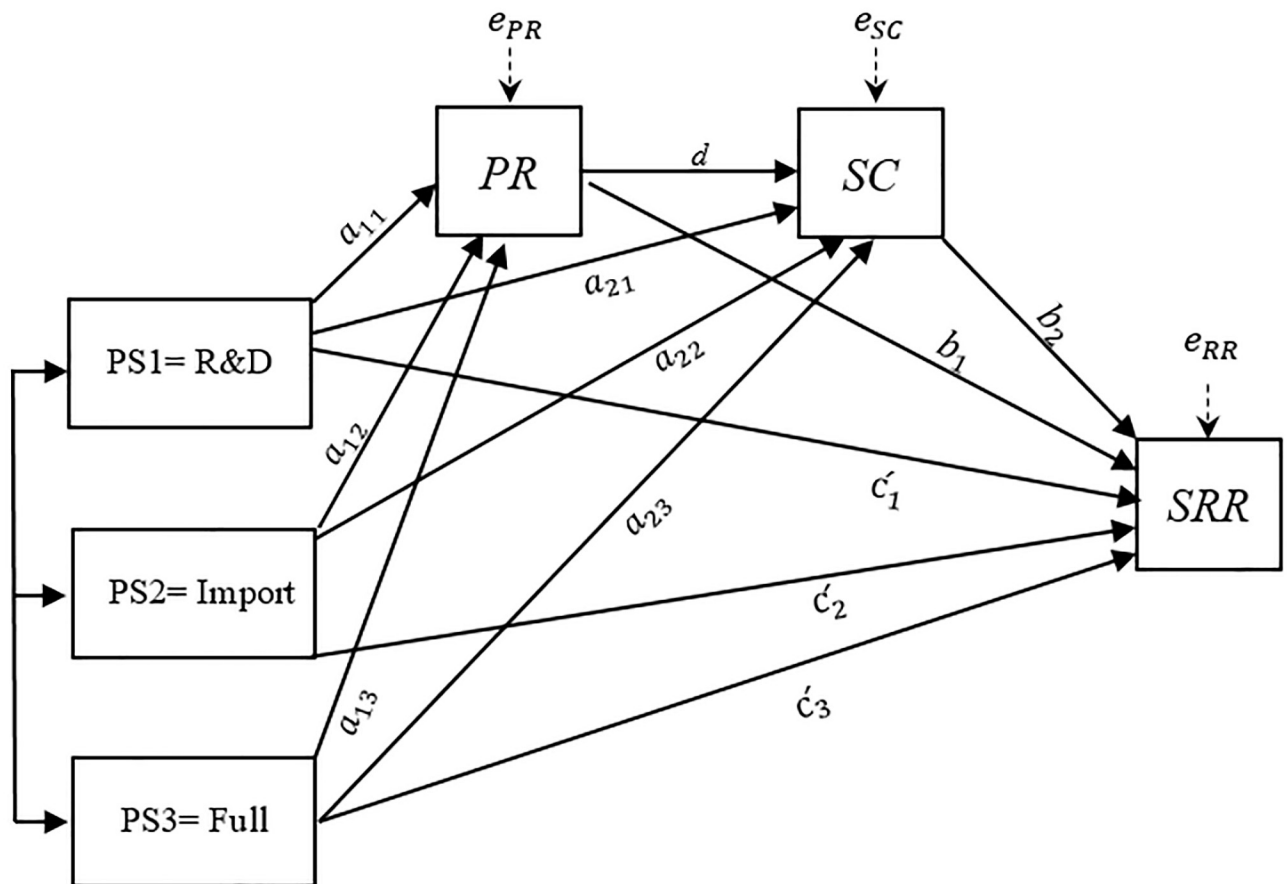 e_PR
e_SC
PR
d
SC
a_11
a_21
b_2
PS1= R&D
a_22
b_1
e_RR
a_12
ć_1
SRR
a_23
PS2= Import
ć_2
a_13
ć_3
PS3= Full